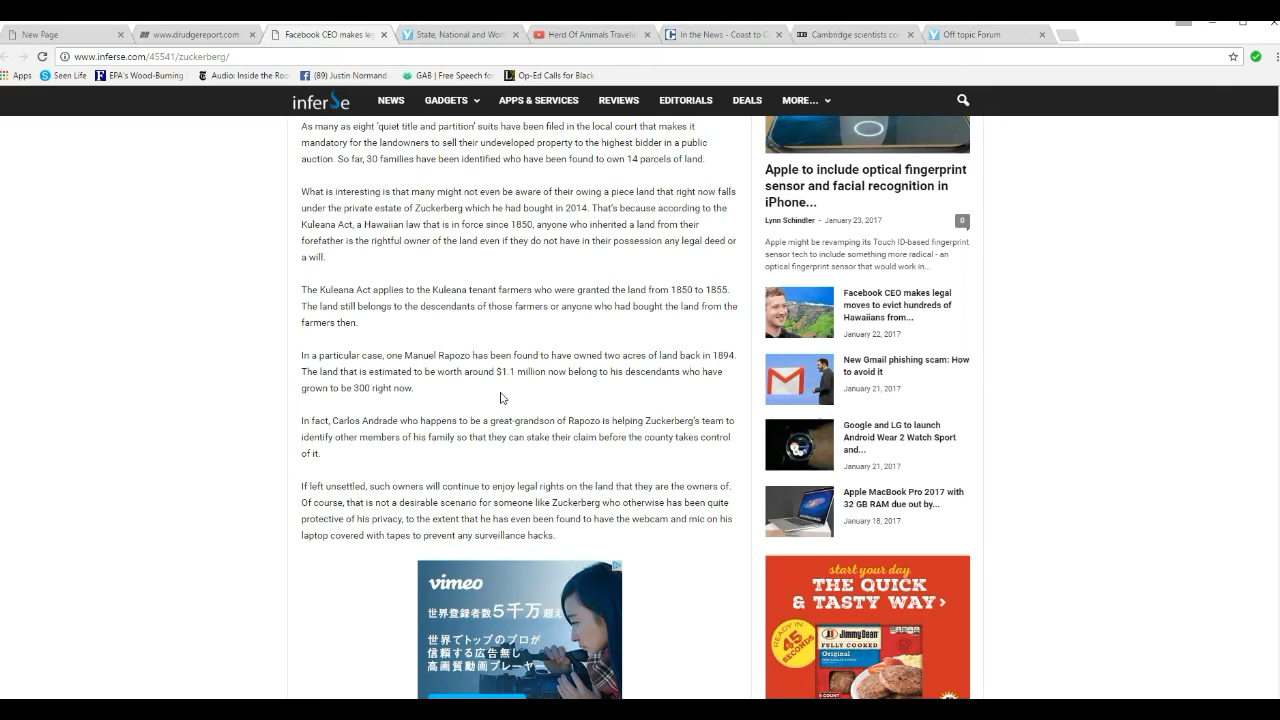 New Page
www.drudgereport.com
Facebook CEO makes leg
State, National and Wor
Herd Of Animals Traveli
In the News - Coast to C
Cambridge scientists co
Off topic Forum
www.inferse.com/45541/zuckerberg/
Apps
Seen Life
EPA's Wood-Burning
Audio: Inside the Roo
(89) Justin Normand
GAB | Free Speech fo
Op-Ed Calls for Black
inferse
NEWS
GADGETS
APPS & SERVICES
REVIEWS
EDITORIALS
DEALS
MORE...
As many as eight 'quiet title and partition' suits have been filed in the local court that makes it
mandatory for the landowners to sell their undeveloped property to the highest bidder in a public
auction. So far, 30 families have been identified who have been found to own 14 parcels of land.
What is interesting is that many might not even be aware of their owing a piece land that right now falls
under the private estate of Zuckerberg which he had bought in 2014. That's because according to the
Kuleana Act, a Hawaiian law that is in force since 1850, anyone who inherited a land from their
forefather is the rightful owner of the land even if they do not have in their possession any legal deed or
a will.
The Kuleana Act applies to the Kuleana tenant farmers who were granted the land from 1850 to 1855.
The land still belongs to the descendants of those farmers or anyone who had bought the land from the
farmers then.
In a particular case, one Manuel Rapozo has been found to have owned two acres of land back in 1894.
The land that is estimated to be worth around $1.1 million now belong to his descendants who have
grown to be 300 right now.
In fact, Carlos Andrade who happens to be a great-grandson of Rapozo is helping Zuckerberg's team to
identify other members of his family so that they can stake their claim before the county takes control
of it.
If left unsettled, such owners will continue to enjoy legal rights on the land that they are the owners of.
Of course, that is not a desirable scenario for someone like Zuckerberg who otherwise has been quite
protective of his privacy, to the extent that he has even been found to have the webcam and mic on his
laptop covered with tapes to prevent any surveillance hacks.
vimeo
世界登録者数5千万超え
世界でトップのプロが
信頼する広告無し
高画質動画プレーヤー
Apple to include optical fingerprint
sensor and facial recognition in
iPhone...
Lynn Schindler - January 23, 2017
0
Apple might be revamping its Touch ID-based fingerprint
sensor tech to include something more radical - an
optical fingerprint sensor that would work in...
Facebook CEO makes legal
moves to evict hundreds of
Hawaiians from...
January 22, 2017
New Gmail phishing scam: How
to avoid it
January 21, 2017
Google and LG to launch
Android Wear 2 Watch Sport
and...
January 21, 2017
Apple MacBook Pro 2017 with
32 GB RAM due out by...
January 18, 2017
start your day
THE QUICK
& TASTY WAY>
READY IN
45
SECONDS
Jimmy Dean
FULLY COOKED
Original